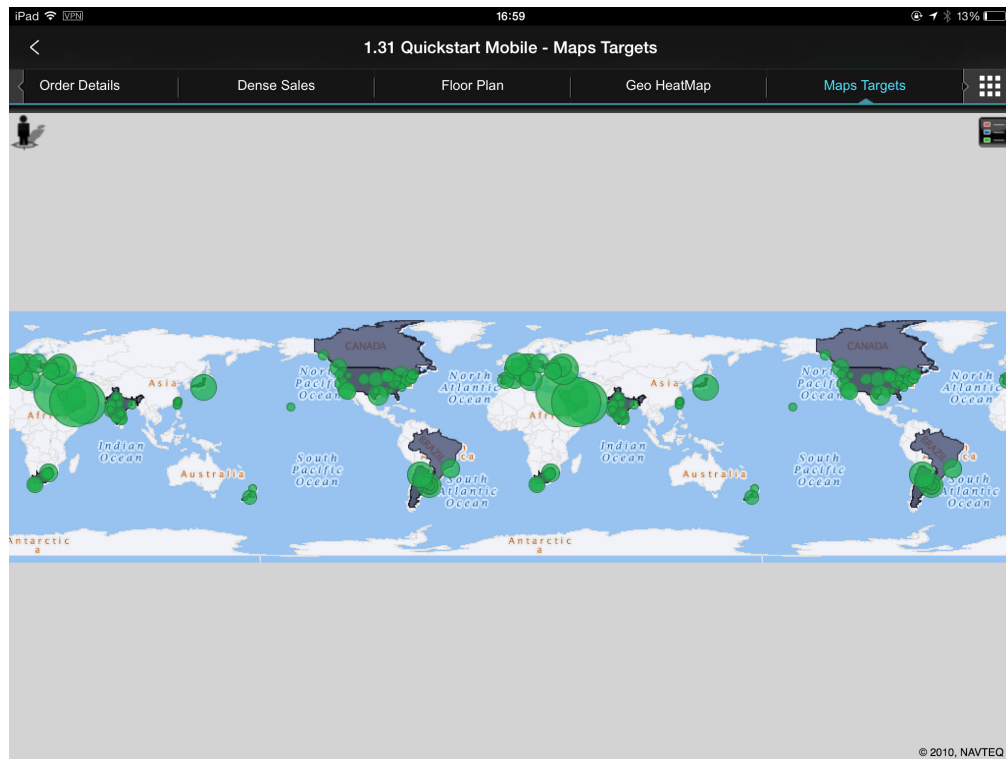 iPad VPN 16:59 13%
1.31 Quickstart Mobile - Maps Targets
Order Details Dense Sales Floor Plan Geo HeatMap Maps Targets
CANADA
North
Pacific
Ocean
North
Atlantic
Ocean
Asia
Indian
Ocean
Australia
South
Pacific
Ocean
BRAZIL
South
Atlantic
Ocean
Antarctic
a
CANADA
North
Pacific
Ocean
North
Atlantic
Ocean
Asia
Indian
Ocean
Australia
South
Pacific
Ocean
BRAZIL
South
Atlantic
Ocean
Antarctic
a
© 2010, NAVTEQ